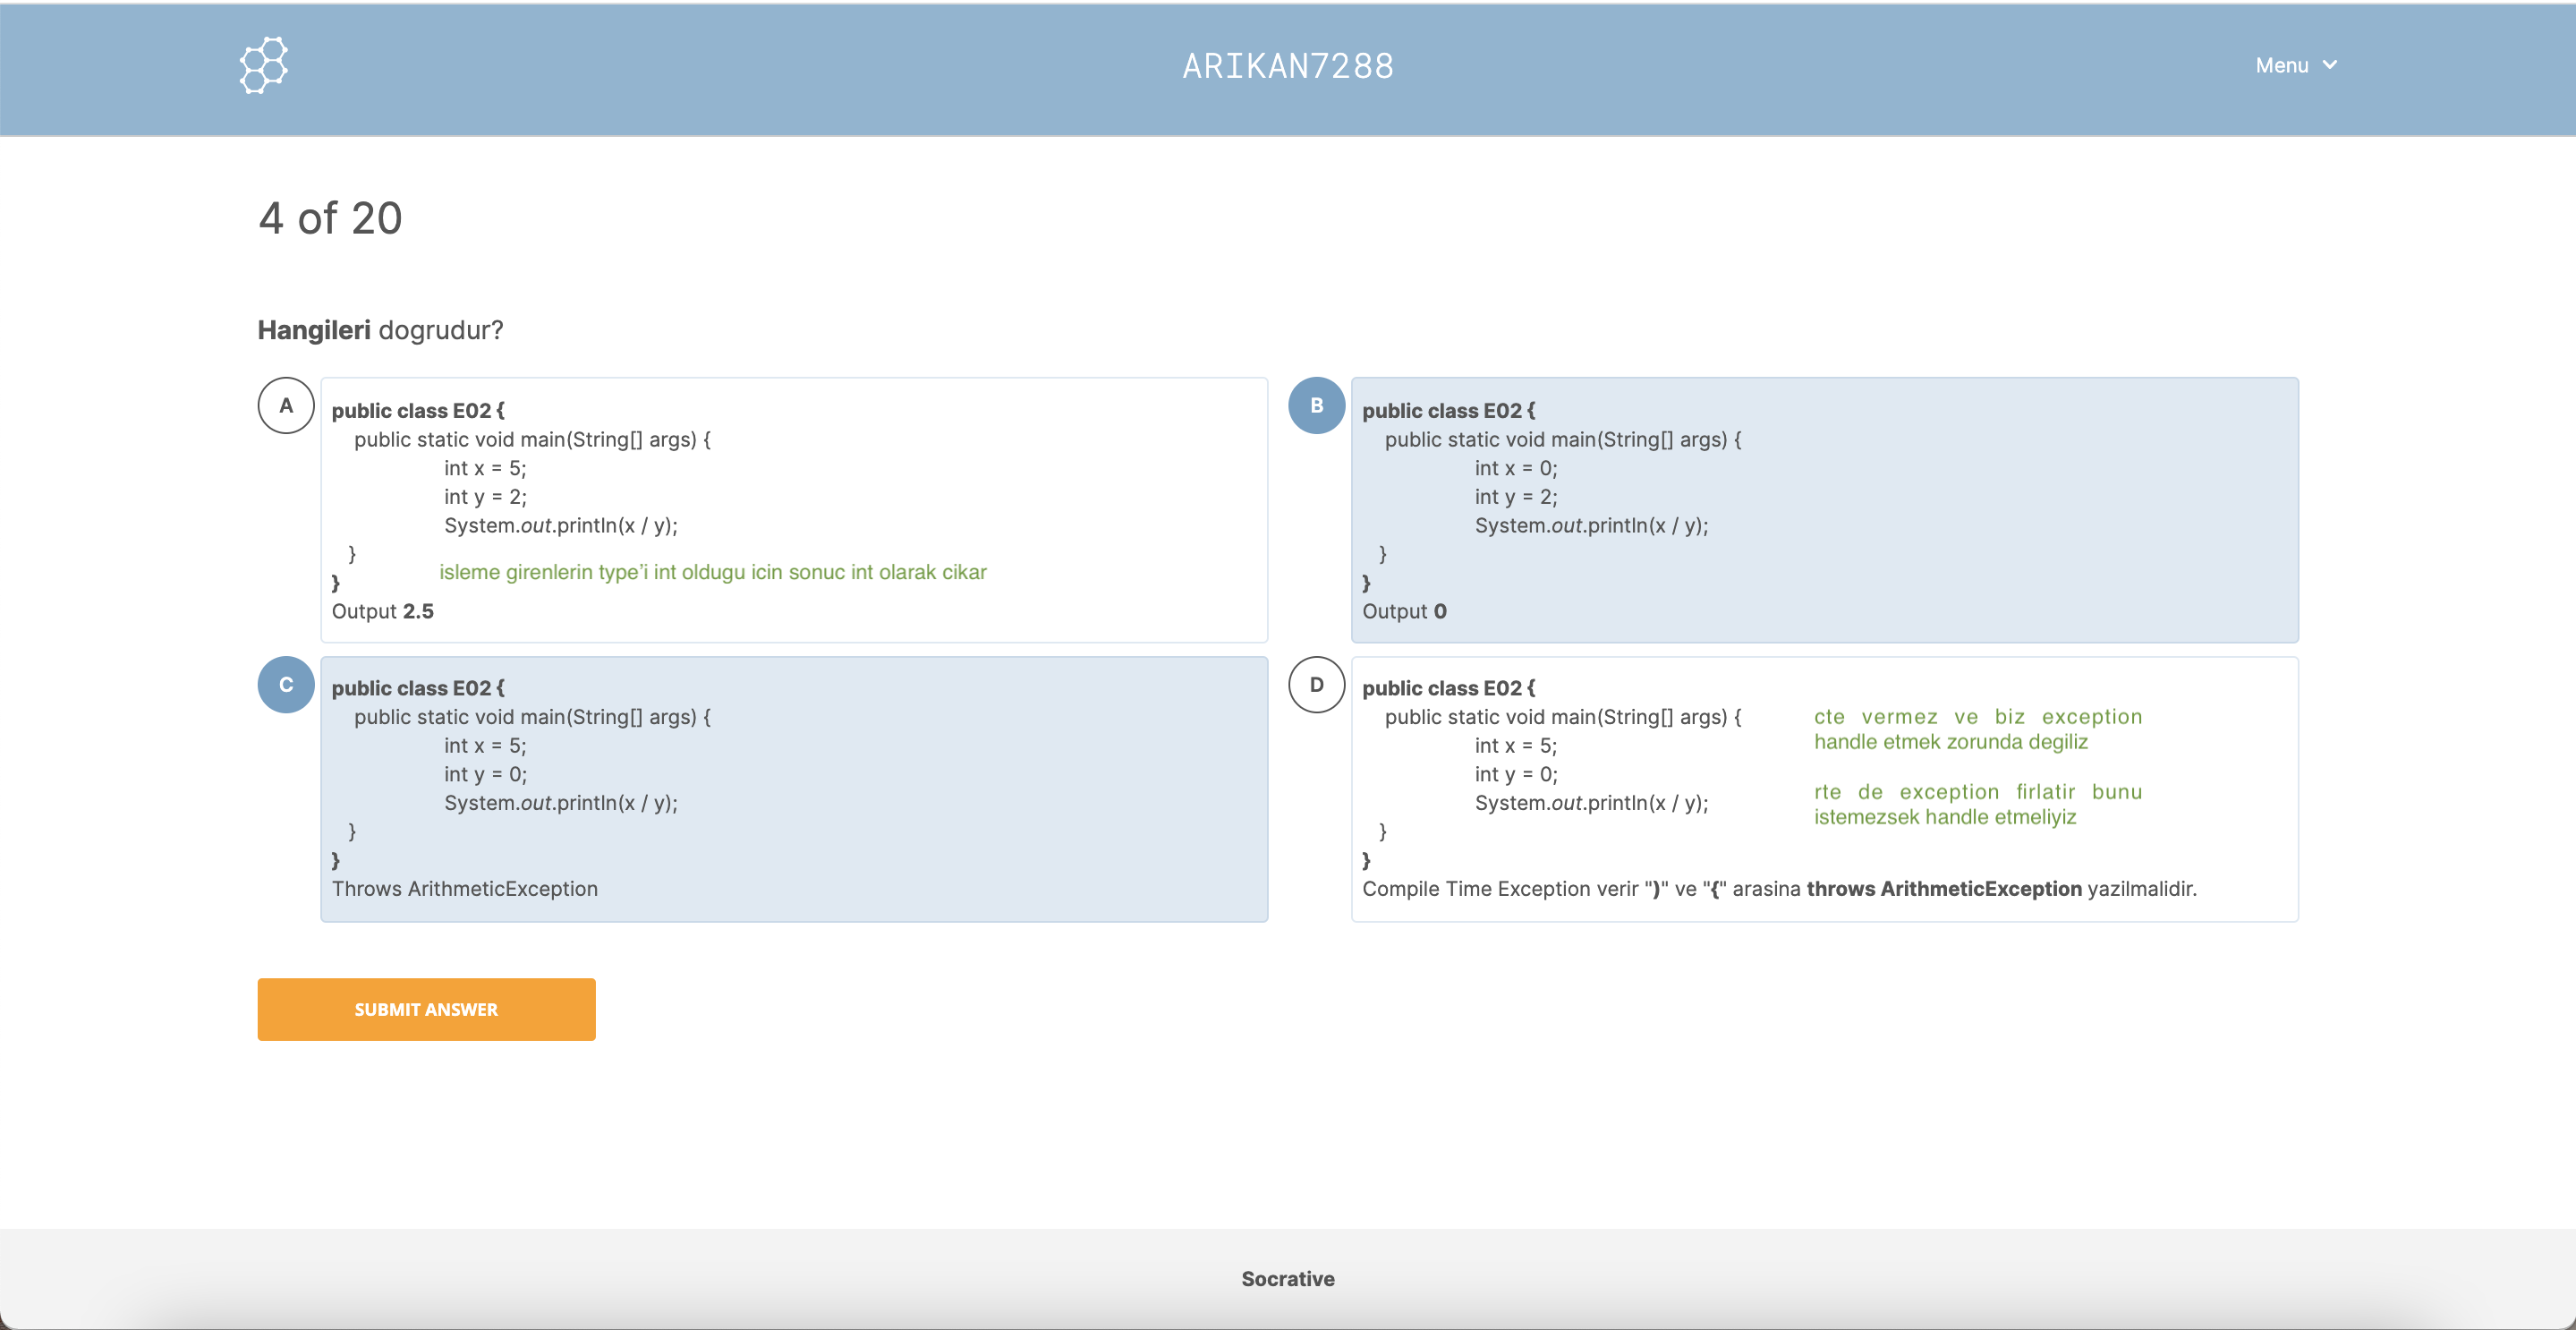 ARIKAN7288
Menu
4 of 20
Hangileri dogrudur?
A
public class E02 {
public static void main(String[] args) {
int x = 5;
int y = 2;
System.out.println(x / y);
}
isleme girenlerin type’i int oldugu icin sonuc int olarak cikar
}
Output 2.5
B
public class E02 {
public static void main(String[] args) {
int x = 0;
int y = 2;
System.out.println(x / y);
}
}
Output 0
C
public class E02 {
public static void main(String[] args) {
int x = 5;
int y = 0;
System.out.println(x / y);
}
}
Throws ArithmeticException
D
public class E02 {
public static void main(String[] args) {
int x = 5;
int y = 0;
System.out.println(x / y);
}
}
Compile Time Exception verir ")" ve "{" arasina throws ArithmeticException yazilmalidir.
cte vermez ve biz exception
handle etmek zorunda degiliz
rte de exception firlatir bunu
istemezsek handle etmeliyiz
SUBMIT ANSWER
Socrative